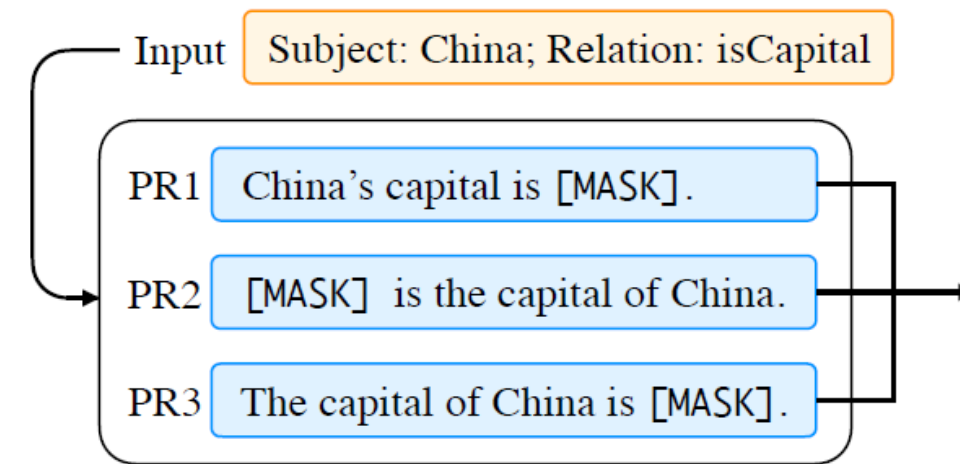 Input Subject: China; Relation: isCapital
PR1 China’s capital is [MASK].
PR2 [MASK] is the capital of China.
PR3 The capital of China is [MASK].